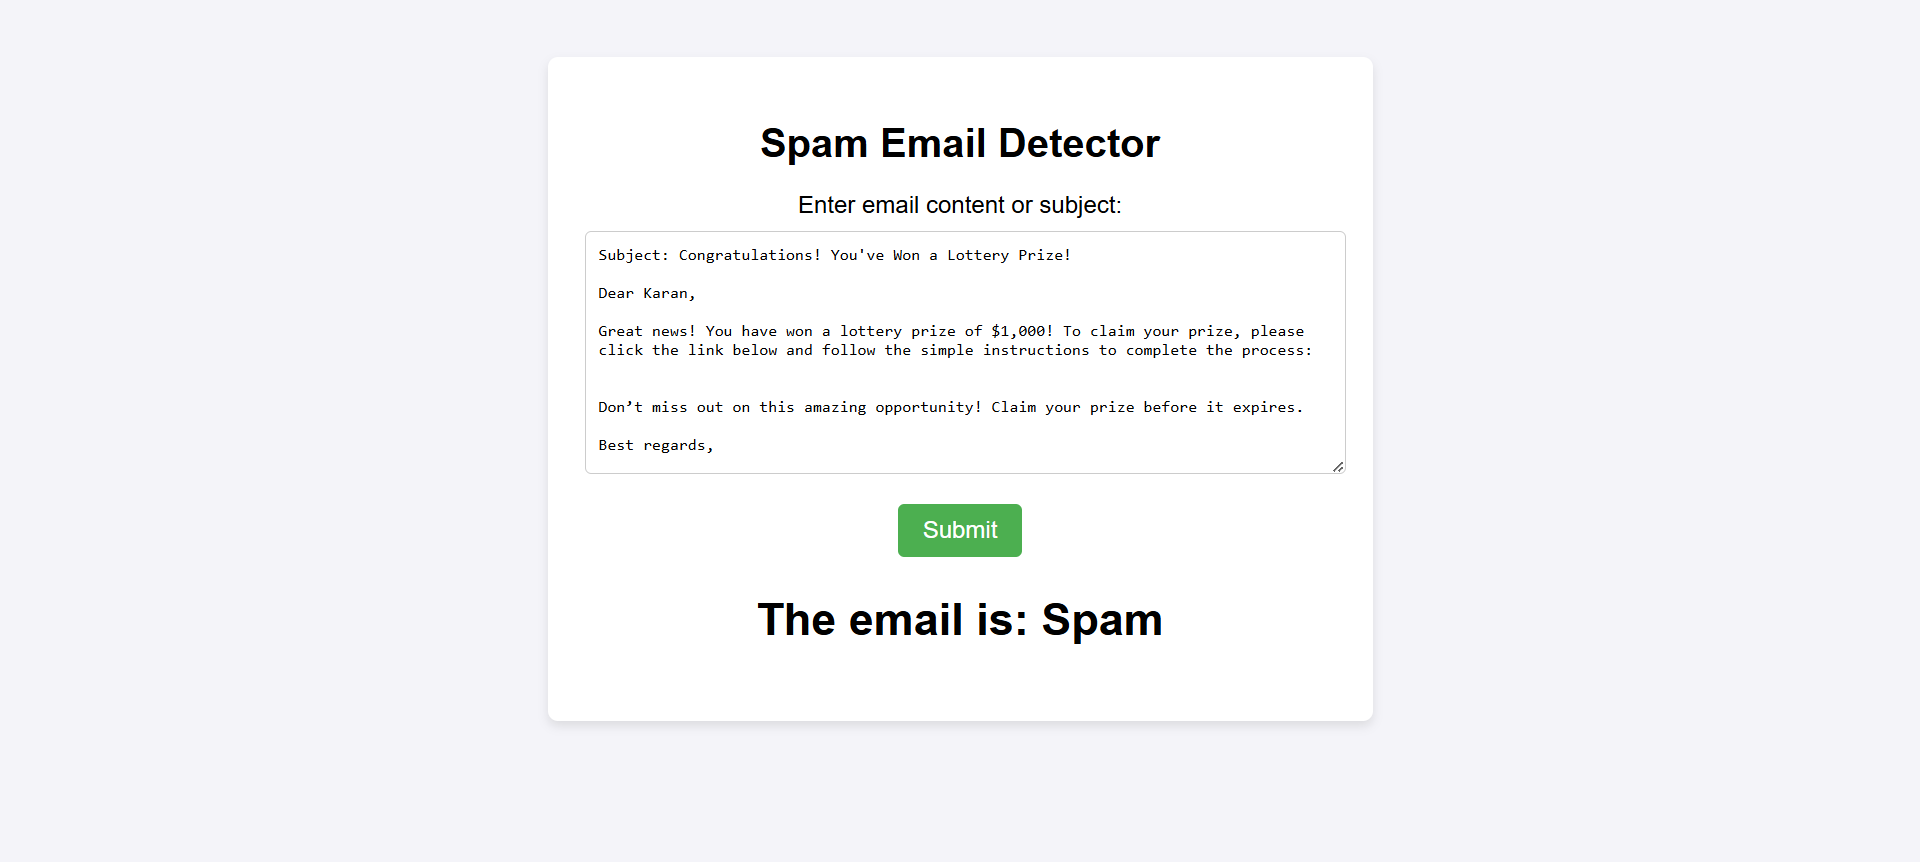 Spam Email Detector
Enter email content or subject:
Subject: Congratulations! You've Won a Lottery Prize!
Dear Karan,
Great news! You have won a lottery prize of $1,000! To claim your prize, please
click the link below and follow the simple instructions to complete the process:
Don’t miss out on this amazing opportunity! Claim your prize before it expires.
Best regards,
Submit
The email is: Spam